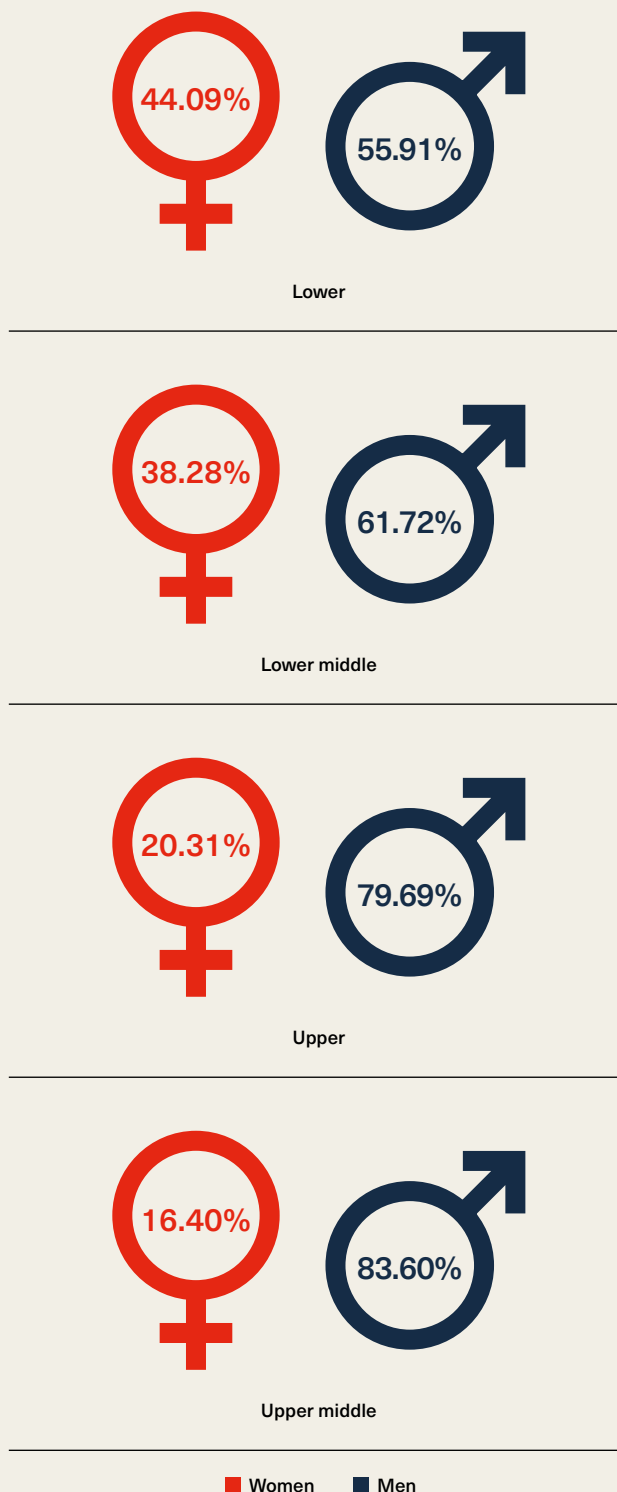 44.09%
55.91%
Lower
38.28%
61.72%
Lower middle
20.31%
79.69%
Upper
16.40%
83.60%
Upper middle
Women Men